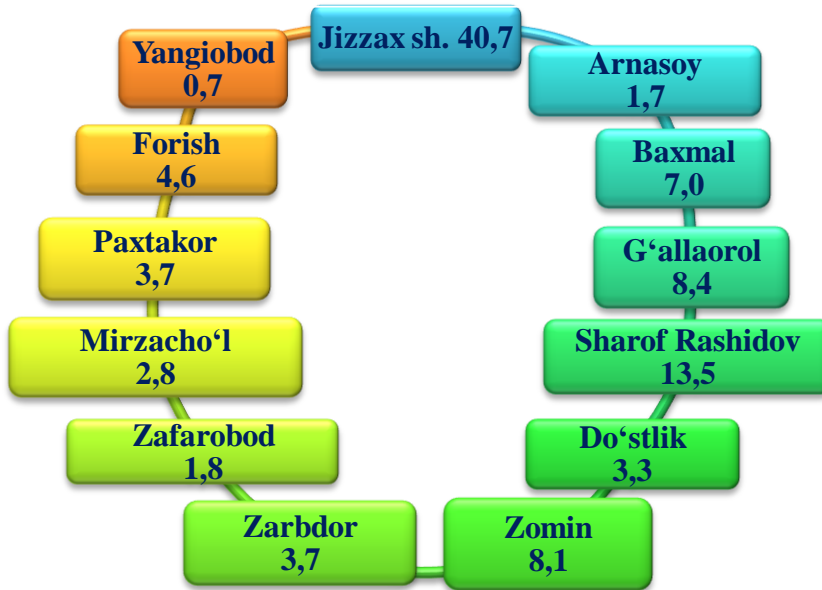 Jizzax sh. 40,7
Arnasoy
1,7
Baxmal
7,0
G‘allaorol
8,4
Sharof Rashidov
13,5
Do‘stlik
3,3
Zomin
8,1
Zarbdor
3,7
Zafarobod
1,8
Mirzacho‘l
2,8
Paxtakor
3,7
Forish
4,6
Yangiobod
0,7